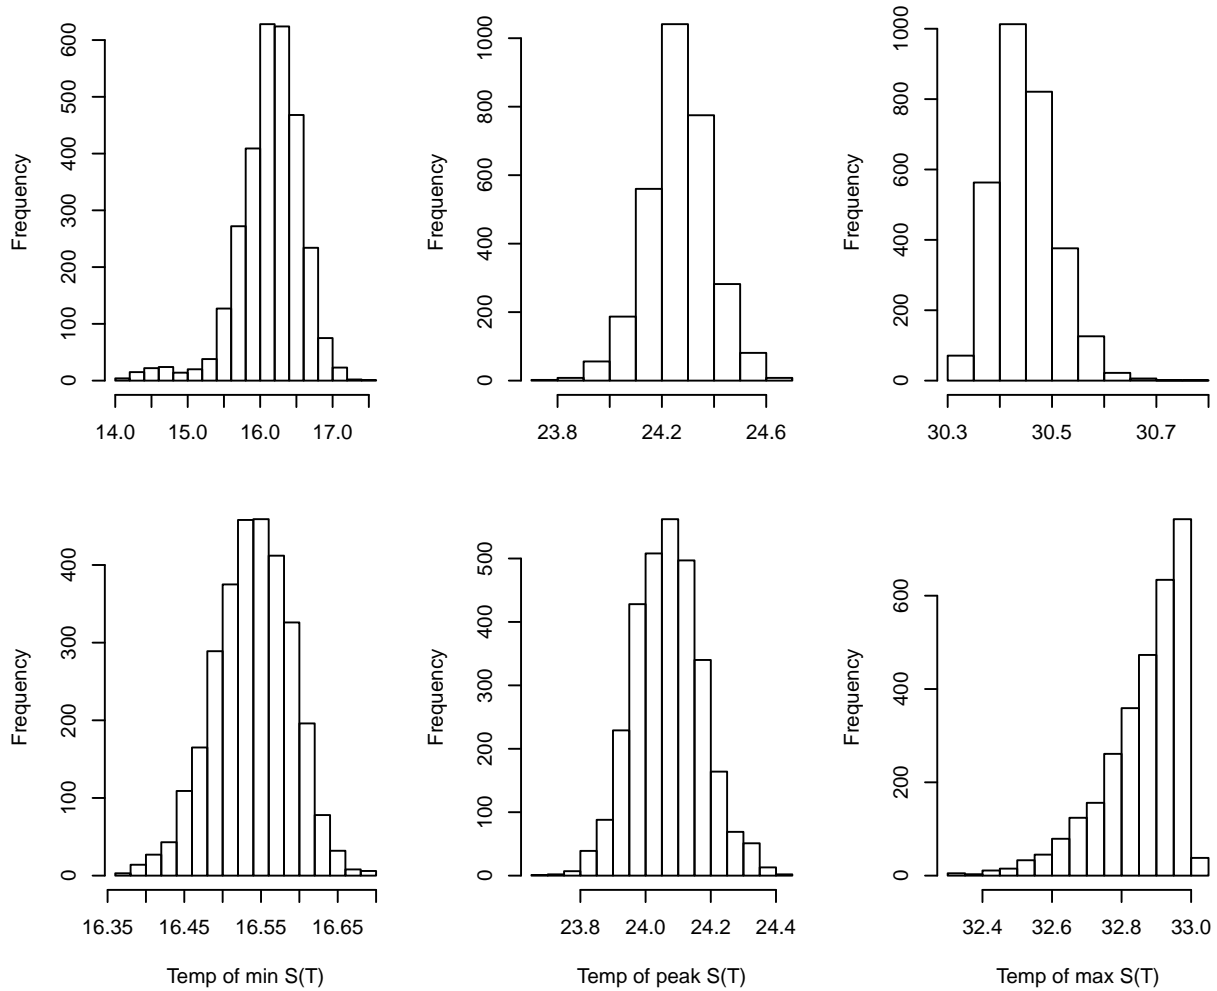 Frequency
0 100 200 300 400 500 600
14.0 15.0 16.0 17.0
Frequency
0 200 400 600 800 1000
23.8 24.2 24.6
Frequency
0 200 400 600 800 1000
30.3 30.5 30.7
Frequency
0 100 200 300 400
16.35 16.45 16.55 16.65
Temp of min S(T)
Frequency
0 100 200 300 400 500
23.8 24.0 24.2 24.4
Temp of peak S(T)
Frequency
0 200 400 600
32.4 32.6 32.8 33.0
Temp of max S(T)